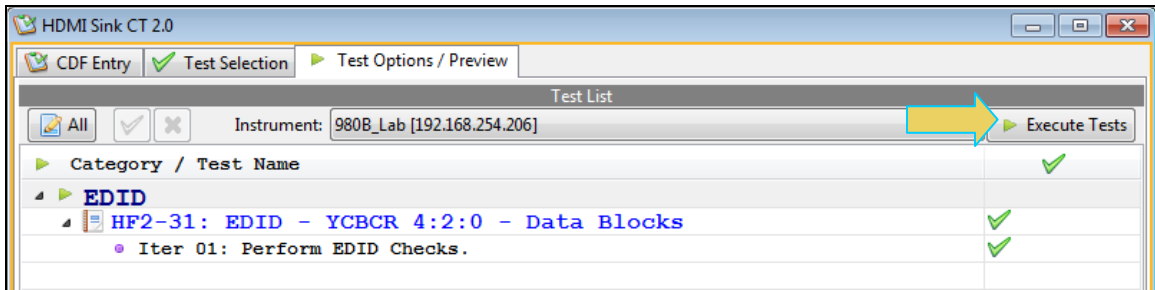 HDMI Sink CT 2.0
CDF Entry Test Selection Test Options / Preview
Test List
All Instrument: 980B_Lab [192.168.254.206] Execute Tests
Category / Test Name
EDID
HF2-31: EDID - YCBCR 4:2:0 - Data Blocks
Iter 01: Perform EDID Checks.